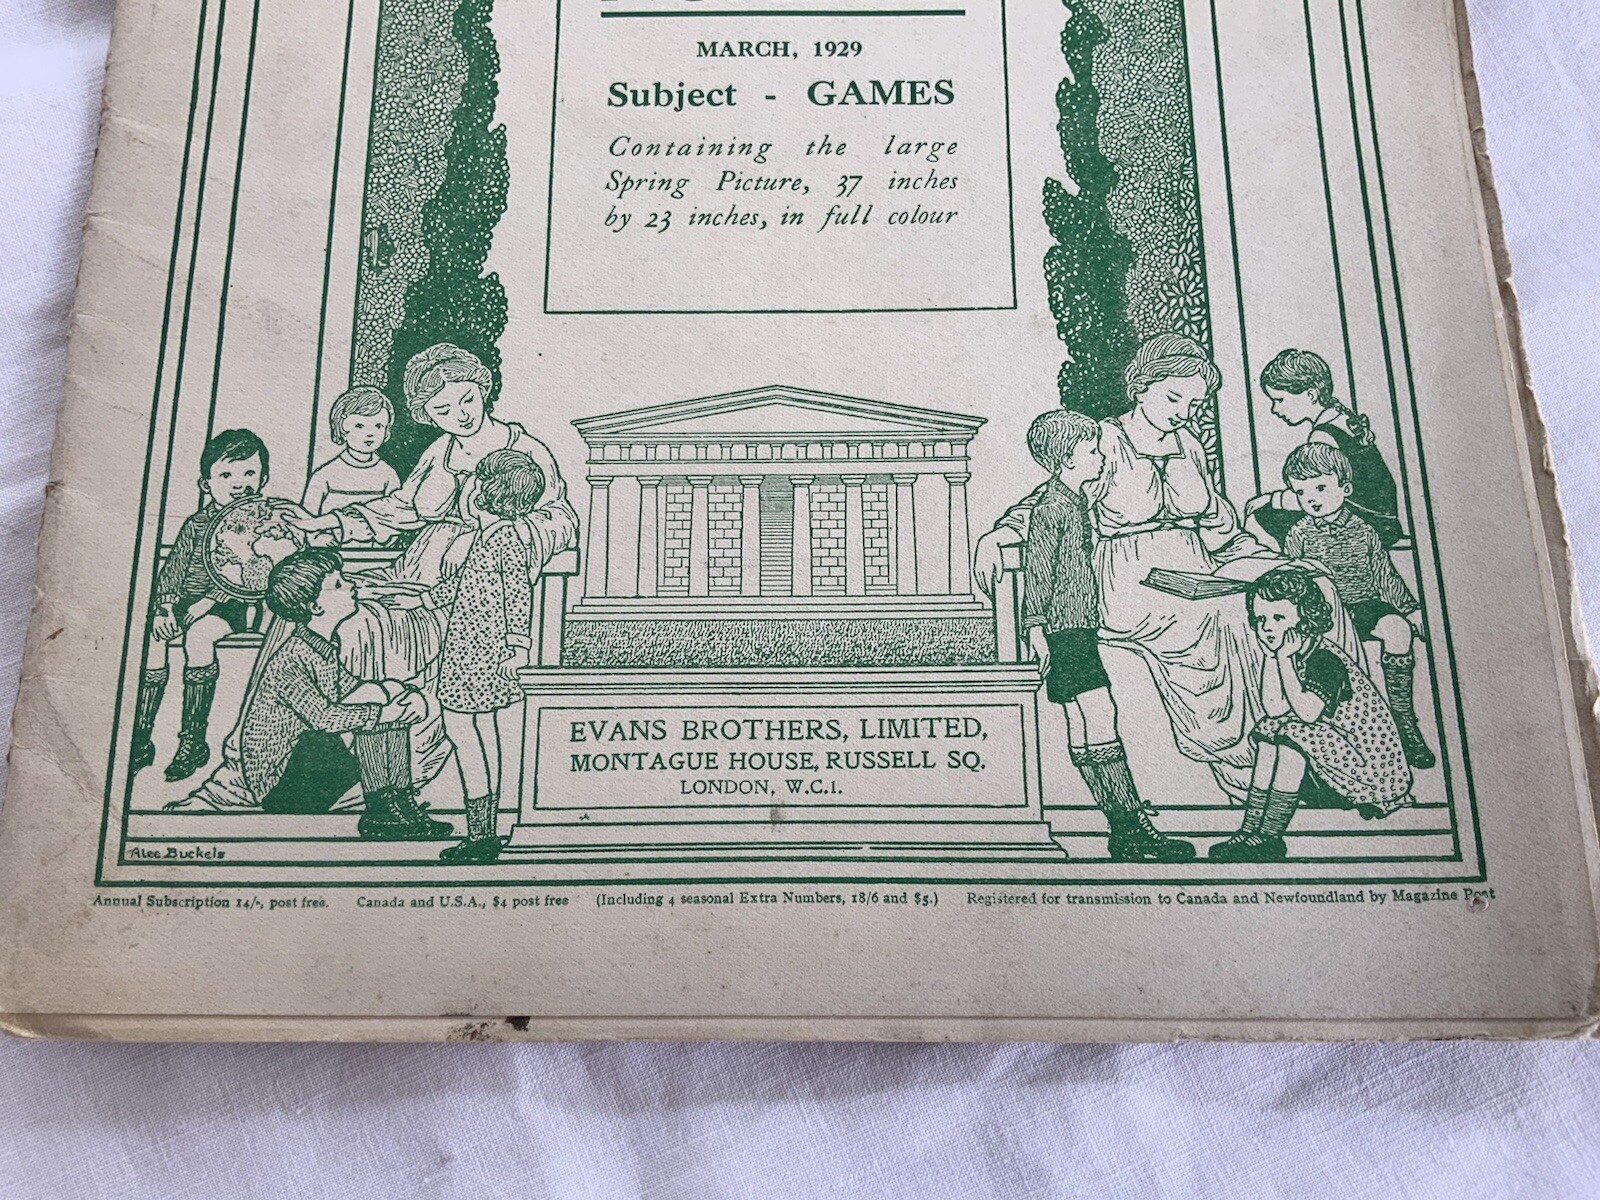 MARCH, 1929
Subject - GAMES
Containing the large
Spring Picture, 37 inches
by 23 inches, in full colour
EVANS BROTHERS, LIMITED,
MONTAGUE HOUSE, RUSSELL SQ.
LONDON, W.C.1.
Alec Buckels
Annual Subscription 14/-, post free. Canada and U.S.A., $4 post free (Including 4 seasonal Extra Numbers, 18/6 and $5.) Registered for transmission to Canada and Newfoundland by Magazine Post